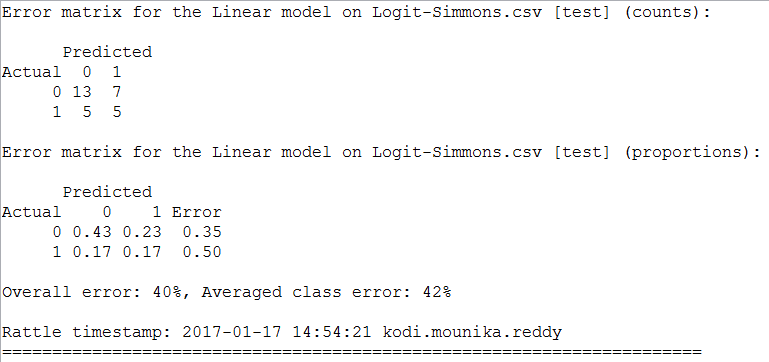 Error matrix for the Linear model on Logit-Simmons.csv [test] (counts):
Predicted
Actual 0 1
0 13 7
1 5 5
Error matrix for the Linear model on Logit-Simmons.csv [test] (proportions):
Predicted
Actual 0 1 Error
0 0.43 0.23 0.35
1 0.17 0.17 0.50
Overall error: 40%, Averaged class error: 42%
Rattle timestamp: 2017-01-17 14:54:21 kodi.mounika.reddy
======================================================================